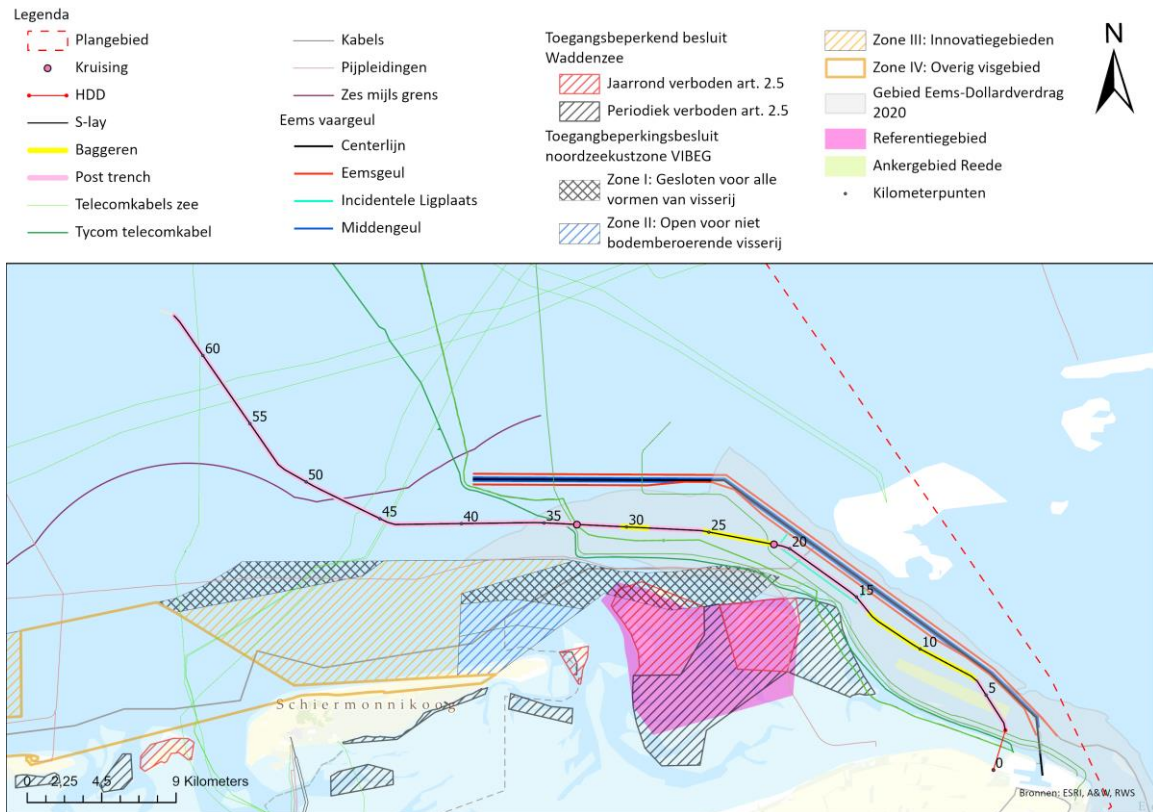 Legenda
Plangebied
Kruising
HDD
S-lay
Baggeren
Post trench
Telecomkabels zee
Tycom telecomkabel
Kabels
Pijpleidingen
Zes mijls grens
Eems vaargeul
Centerlijn
Eemsgeul
Incidentele Ligplaats
Middengeul
Toegangsbeperkend besluit
Waddenzee
Jaarrond verboden art. 2.5
Periodiek verboden art. 2.5
Toegangbeperkingsbesluit
noordzeekustzone VIBEG
Zone I: Gesloten voor alle
vormen van visserij
Zone II: Open voor niet
bodemberoerende visserij
Zone III: Innovatiegebieden
Zone IV: Overig visgebied
Gebied Eems-Dollardverdrag
2020
Referentiegebied
Ankergebied Reede
Kilometerpunten
N
60
55
50
45
40
35
30
25
20
15
10
5
0
Schiermonnikoog
0 2,25 4,5 9 Kilometers
Bronnen: ESRI, A&W, RWS